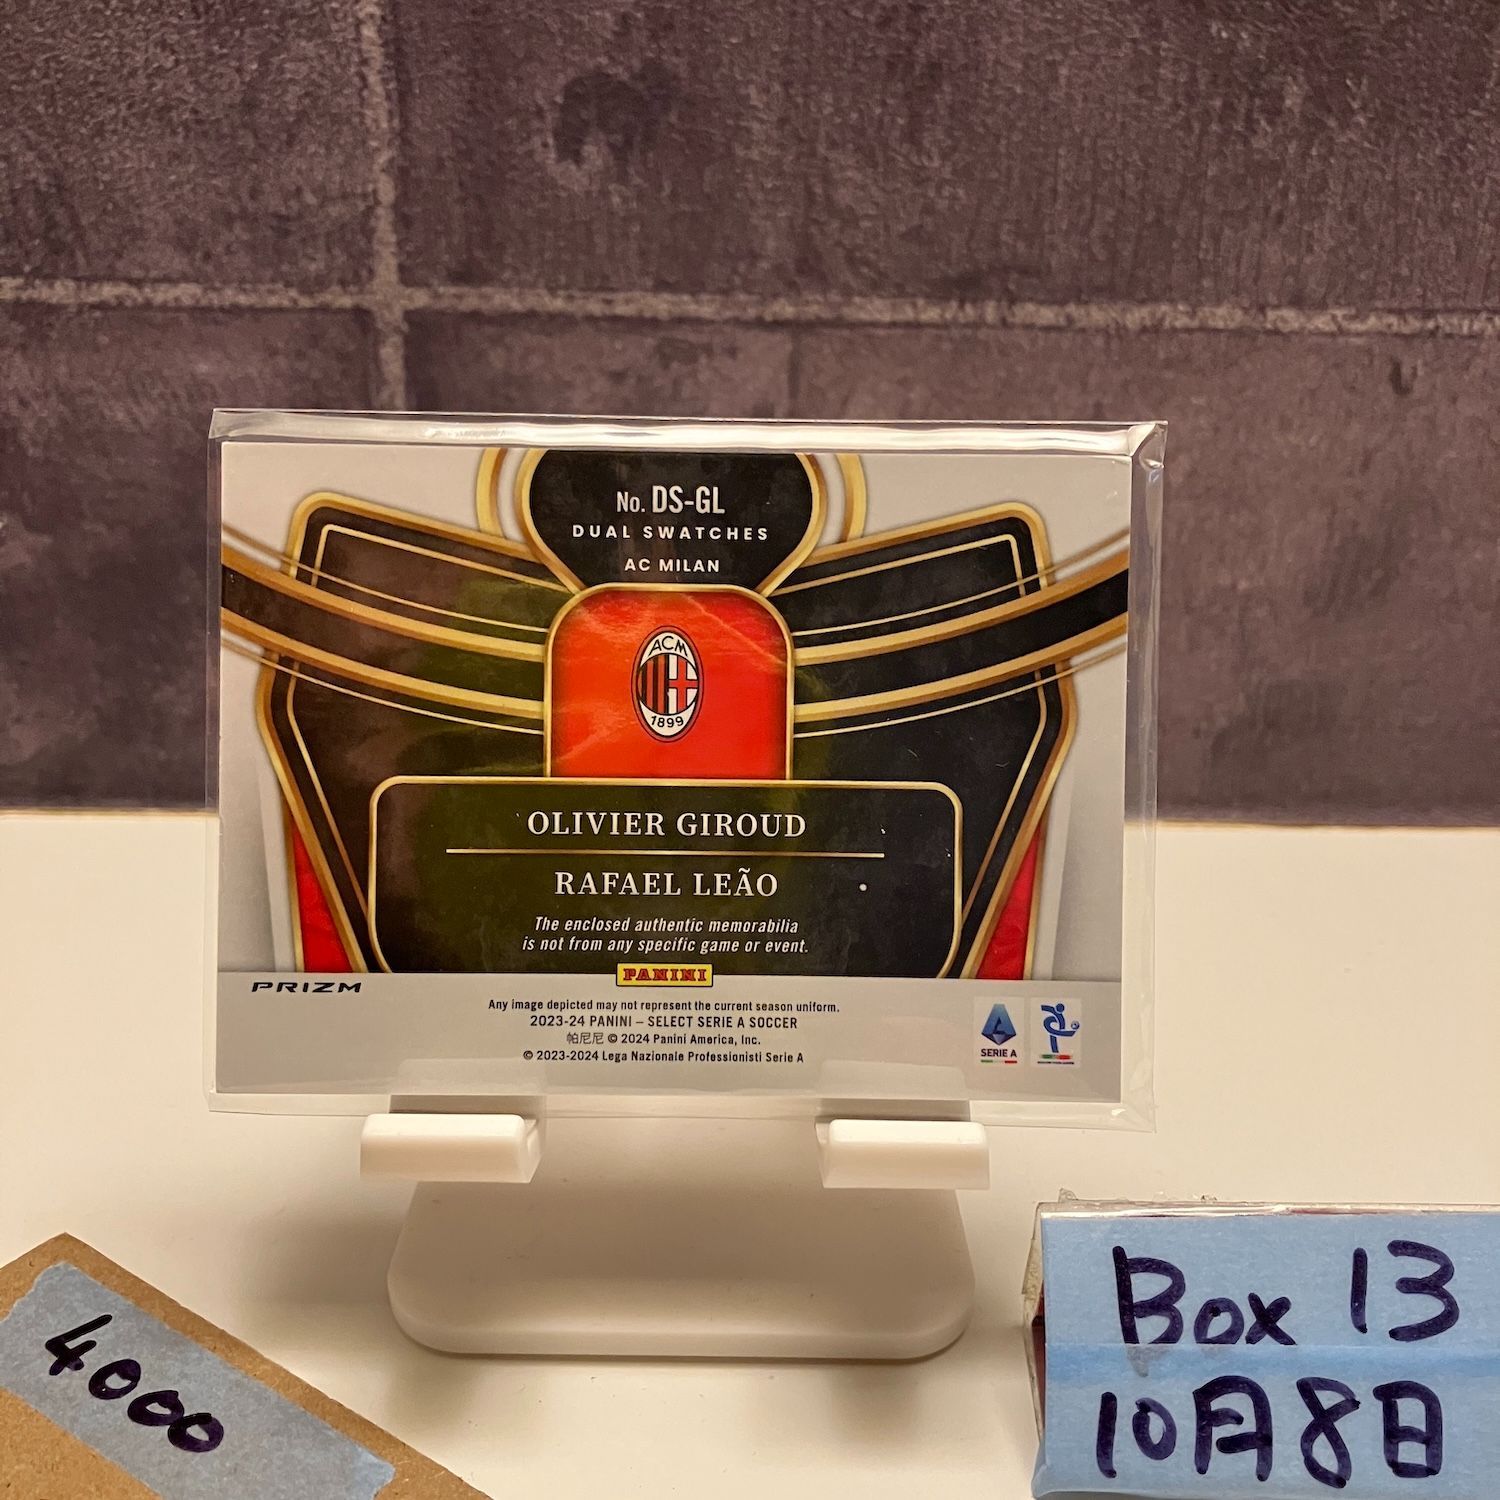 No. DS-GL
DUAL SWATCHES
AC MILAN
ACM
1899
OLIVIER GIROUD
RAFAEL LEÃO
The enclosed authentic memorabilia
is not from any specific game or event.
PANINI
PRIZM
Any image depicted may not represent the current season uniform.
2023-24 PANINI – SELECT SERIE A SOCCER
帕尼尼 © 2024 Panini America, Inc.
© 2023-2024 Lega Nazionale Professionisti Serie A
SERIE A
4000
Box 13
10月8日